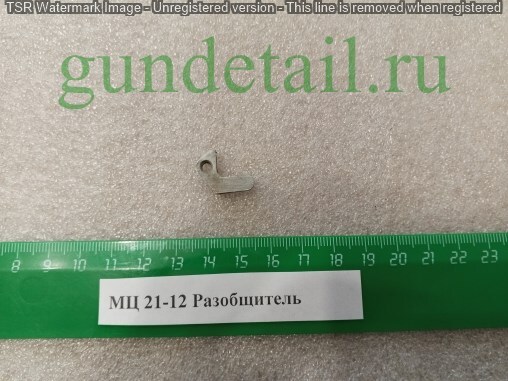 TSR Watermark Image - Unregistered version - This line is removed when registered
gundetail.ru
8 9 10 11 12 13 14 15 16 17 18 19 20 21 22 23
МЦ 21-12 Разобщитель